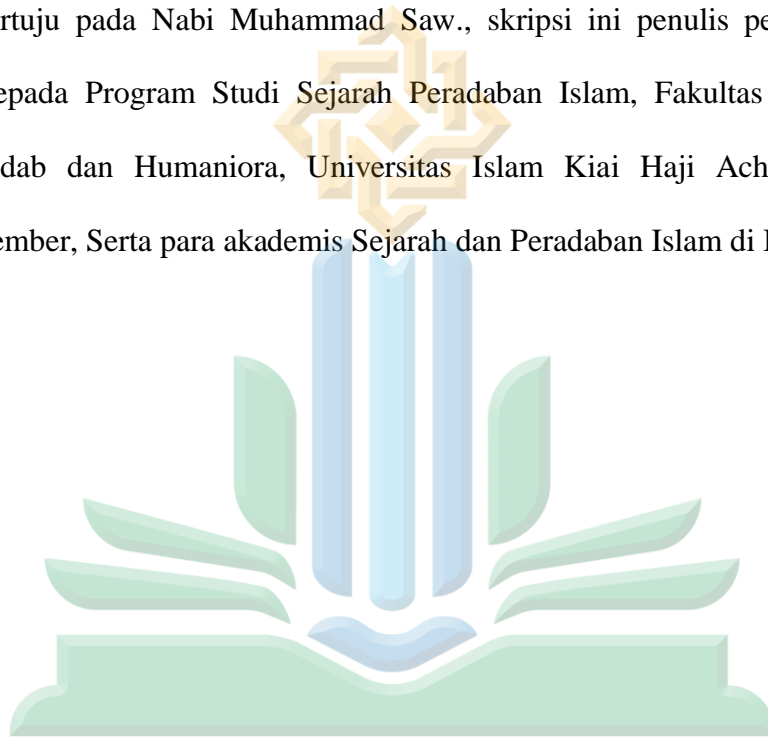 rtuju pada Nabi Muhammad Saw., skripsi ini penulis pe
epada Program Studi Sejarah Peradaban Islam, Fakultas
dab dan Humaniora, Universitas Islam Kiai Haji Ach
ember, Serta para akademis Sejarah dan Peradaban Islam di